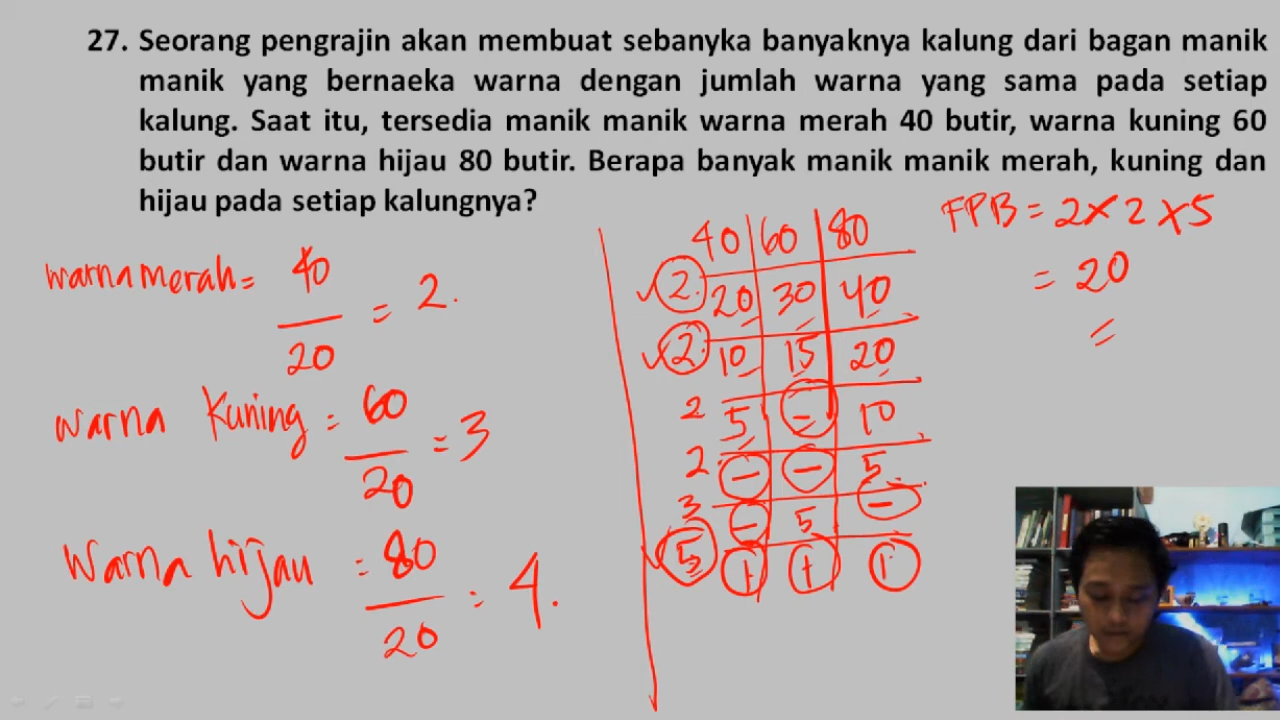 27. Seorang pengrajin akan membuat sebanyka banyaknya kalung dari bagan manik
manik yang bernaeka warna dengan jumlah warna yang sama pada setiap
kalung. Saat itu, tersedia manik manik warna merah 40 butir, warna kuning 60
butir dan warna hijau 80 butir. Berapa banyak manik manik merah, kuning dan
hijau pada setiap kalungnya?
warna merah = 40/20 = 2.
warna kuning = 60/20 = 3
warna hijau = 80/20 = 4.
40 60 80
2 20 30 40
2 10 15 20
2 5 - 10
2 - - 5
3 - 5 -
5 1 1 1
FPB = 2 x 2 x 5
= 20
=